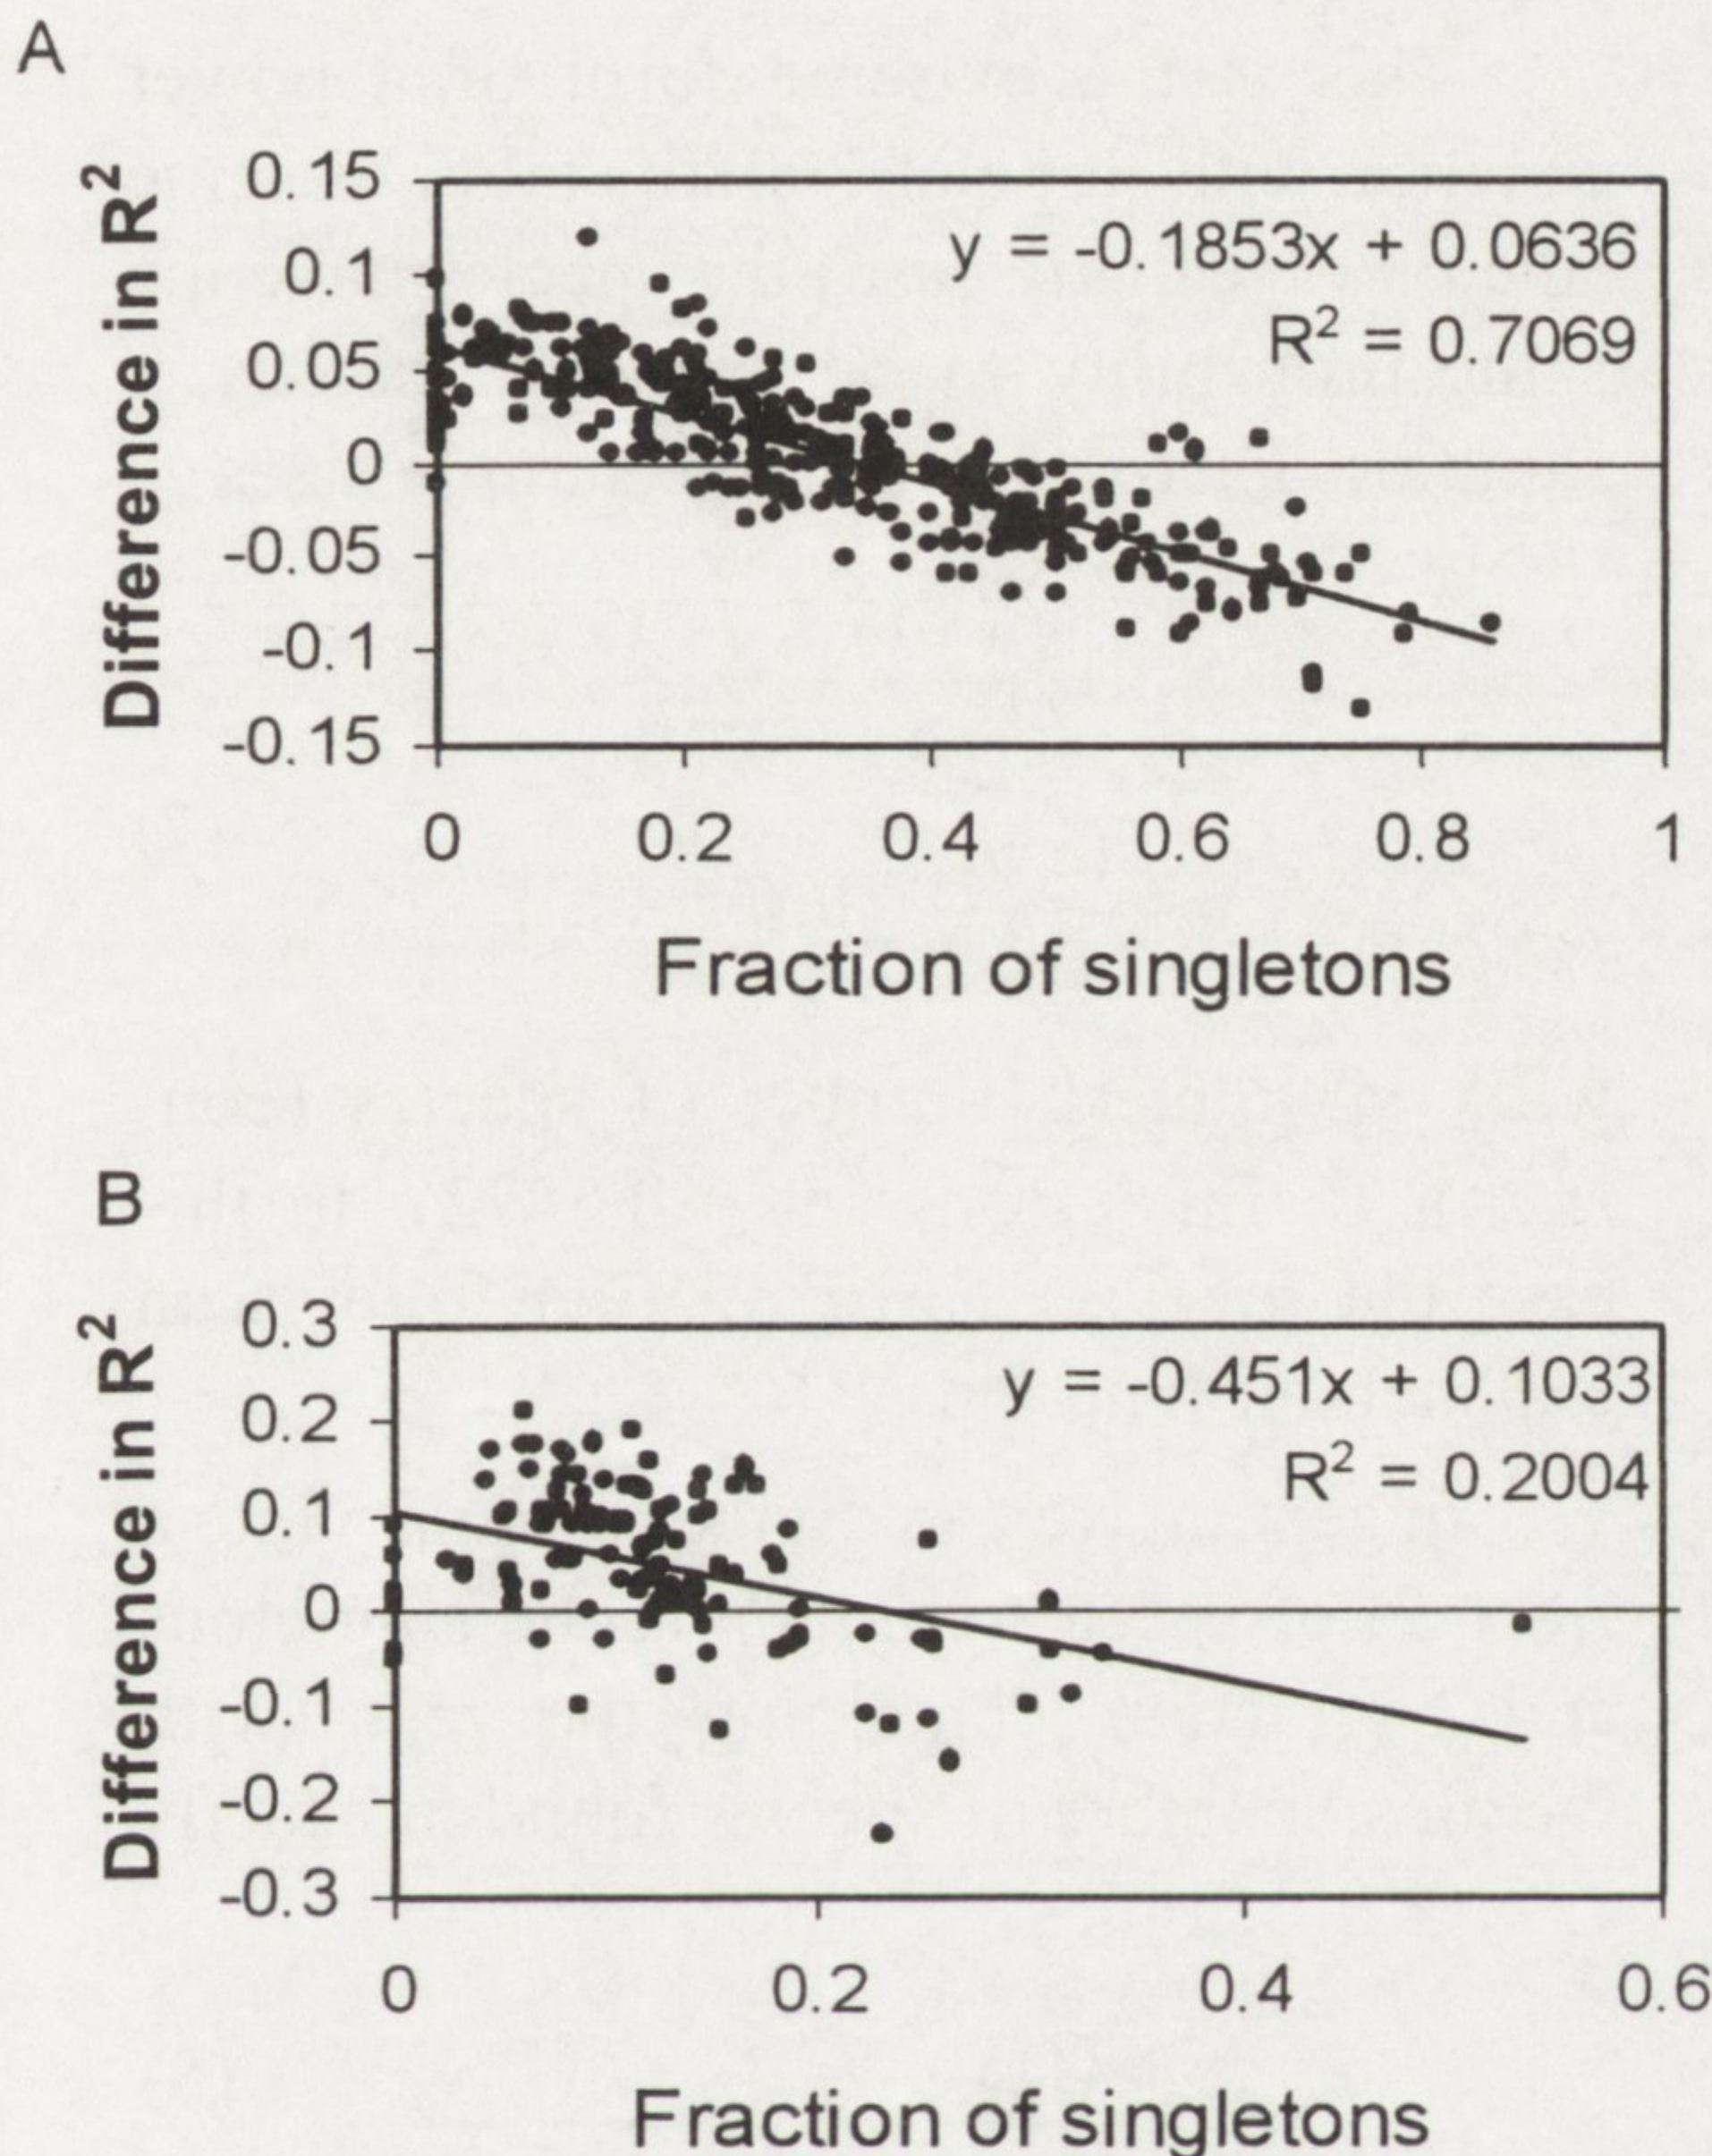 A
Difference in R²
0.15
0.1
0.05
0
-0.05
-0.1
-0.15
y = -0.1853x + 0.0636
R² = 0.7069
0 0.2 0.4 0.6 0.8 1
Fraction of singletons
B
Difference in R²
0.3
0.2
0.1
0
-0.1
-0.2
-0.3
y = -0.451x + 0.1033
R² = 0.2004
0 0.2 0.4 0.6
Fraction of singletons